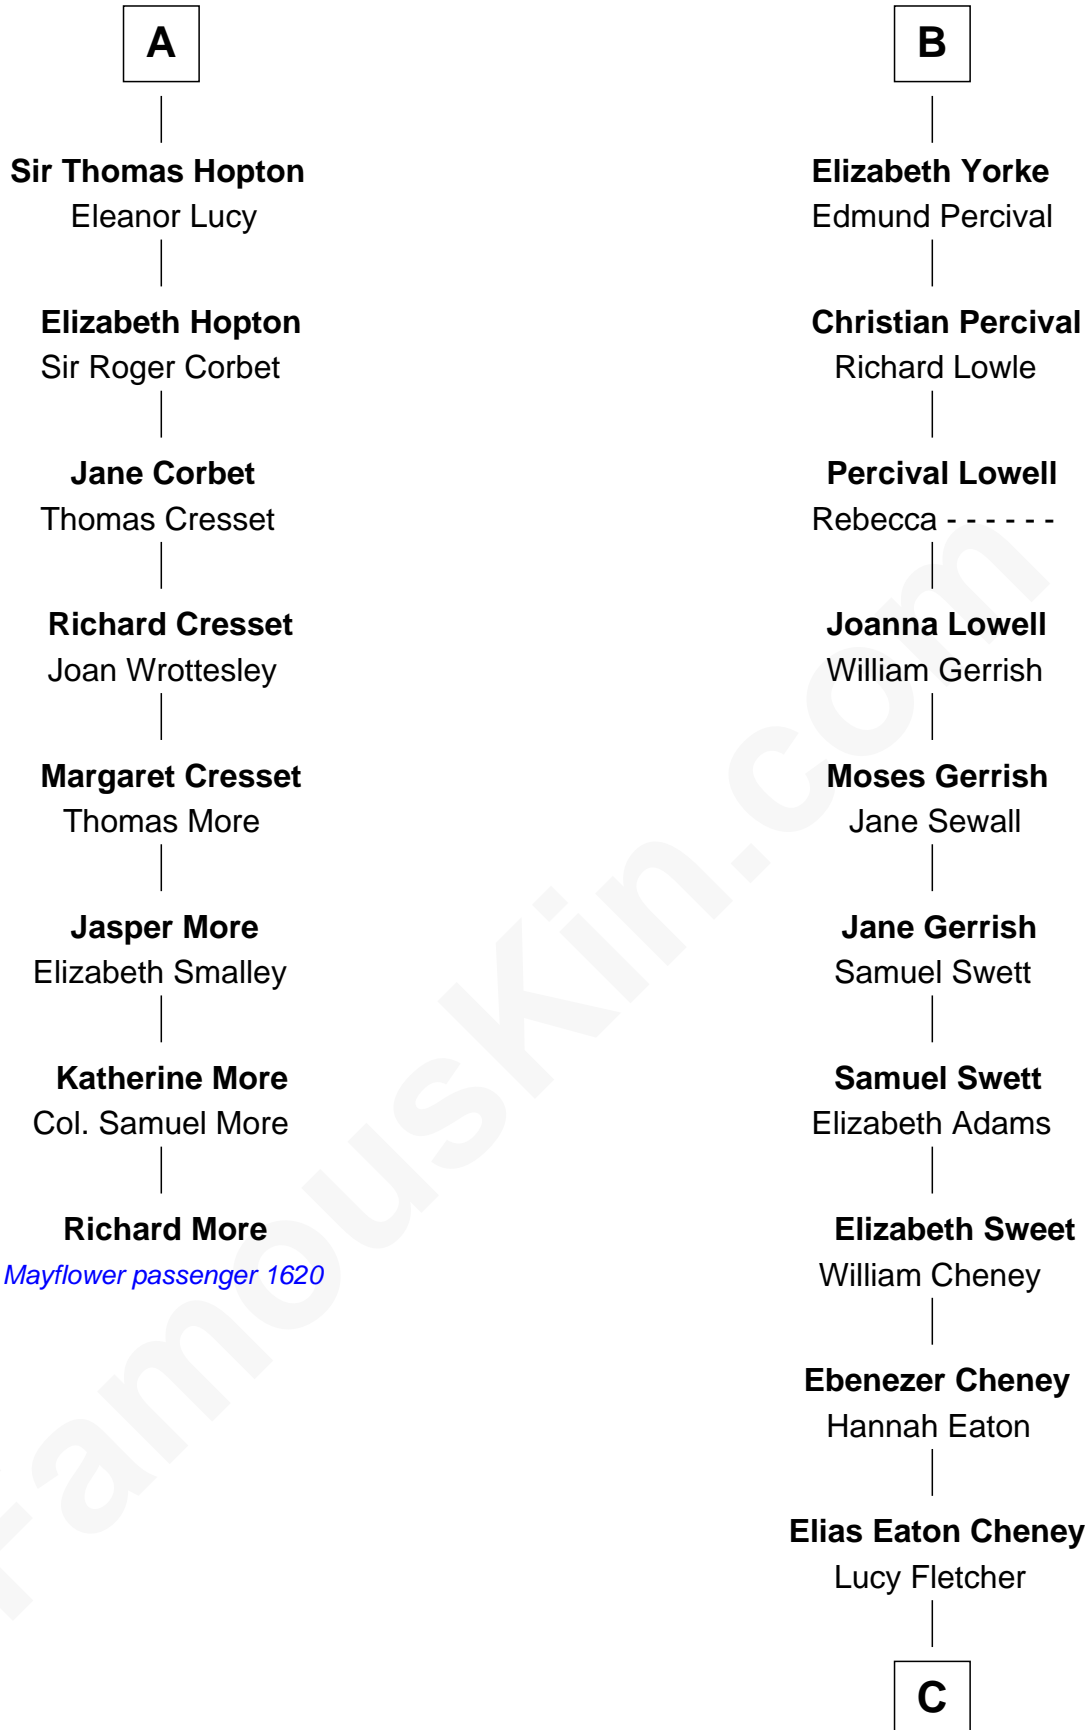 A
Sir Thomas Hopton
Eleanor Lucy
Elizabeth Hopton
Sir Roger Corbet
Jane Corbet
Thomas Cresset
Richard Cresset
Joan Wrottesley
Margaret Cresset
Thomas More
Jasper More
Elizabeth Smalley
Katherine More
Col. Samuel More
Richard More
Mayflower passenger 1620
B
Elizabeth Yorke
Edmund Percival
Christian Percival
Richard Lowle
Percival Lowell
Rebecca - - - - - -
Joanna Lowell
William Gerrish
Moses Gerrish
Jane Sewall
Jane Gerrish
Samuel Swett
Samuel Swett
Elizabeth Adams
Elizabeth Sweet
William Cheney
Ebenezer Cheney
Hannah Eaton
Elias Eaton Cheney
Lucy Fletcher
C
FamousKin.com